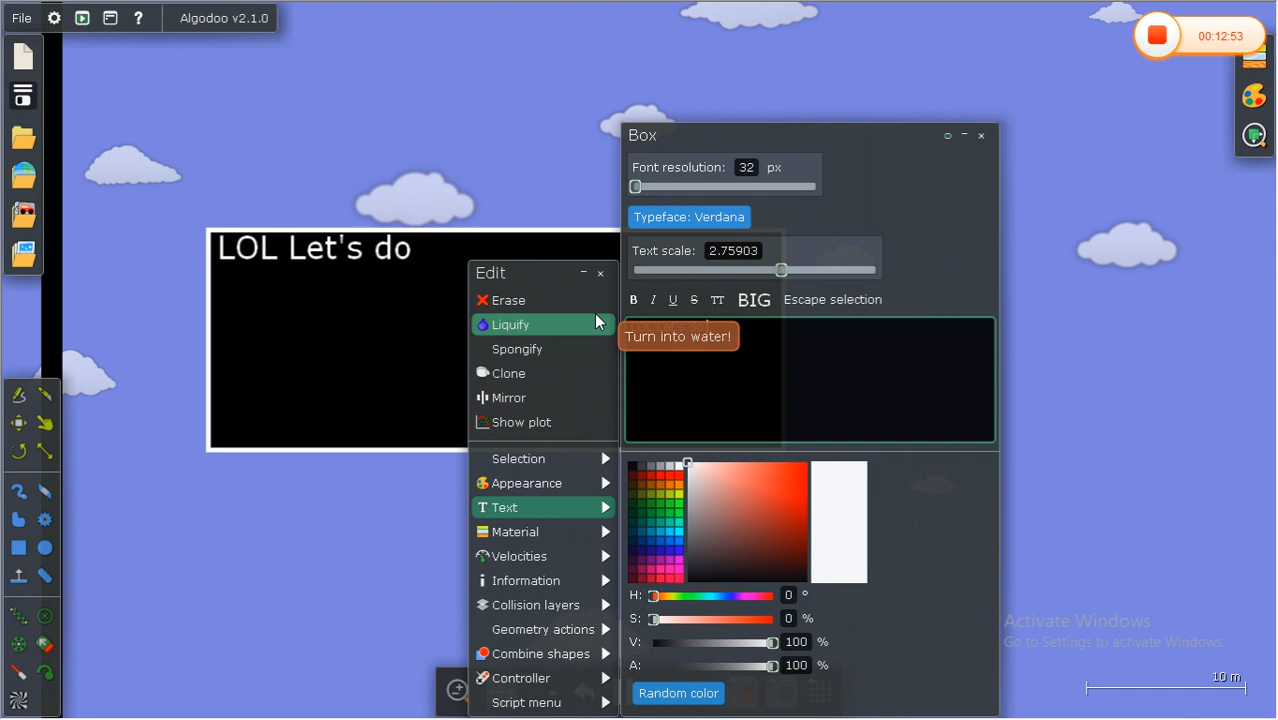 File ? Algodoo v2.1.0
00:12:53
LOL Let's do
Edit
Erase
Liquify
Spongify
Clone
Mirror
Show plot
Selection
Appearance
Text
Material
Velocities
Information
Collision layers
Geometry actions
Combine shapes
Controller
Script menu
Turn into water!
Box
Font resolution: 32 px
Typeface: Verdana
Text scale: 2.75903
B I U S TT BIG Escape selection
LOL Let's do
H: 0 °
S: 0 %
V: 100 %
A: 100 %
Random color
Activate Windows
Go to Settings to activate Windows.
10 m